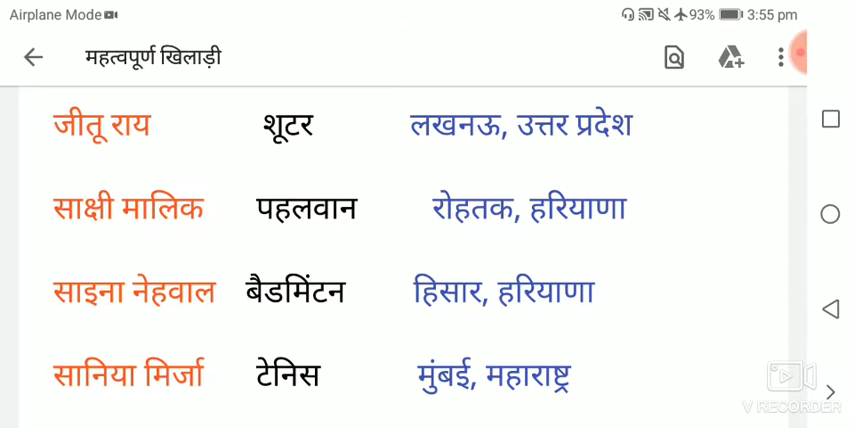 Airplane Mode 93% 3:55 pm
महत्वपूर्ण खिलाड़ी
जीतू राय शूटर लखनऊ, उत्तर प्रदेश
साक्षी मालिक पहलवान रोहतक, हरियाणा
साइना नेहवाल बैडमिंटन हिसार, हरियाणा
सानिया मिर्जा टेनिस मुंबई, महाराष्ट्र
V RECORDER